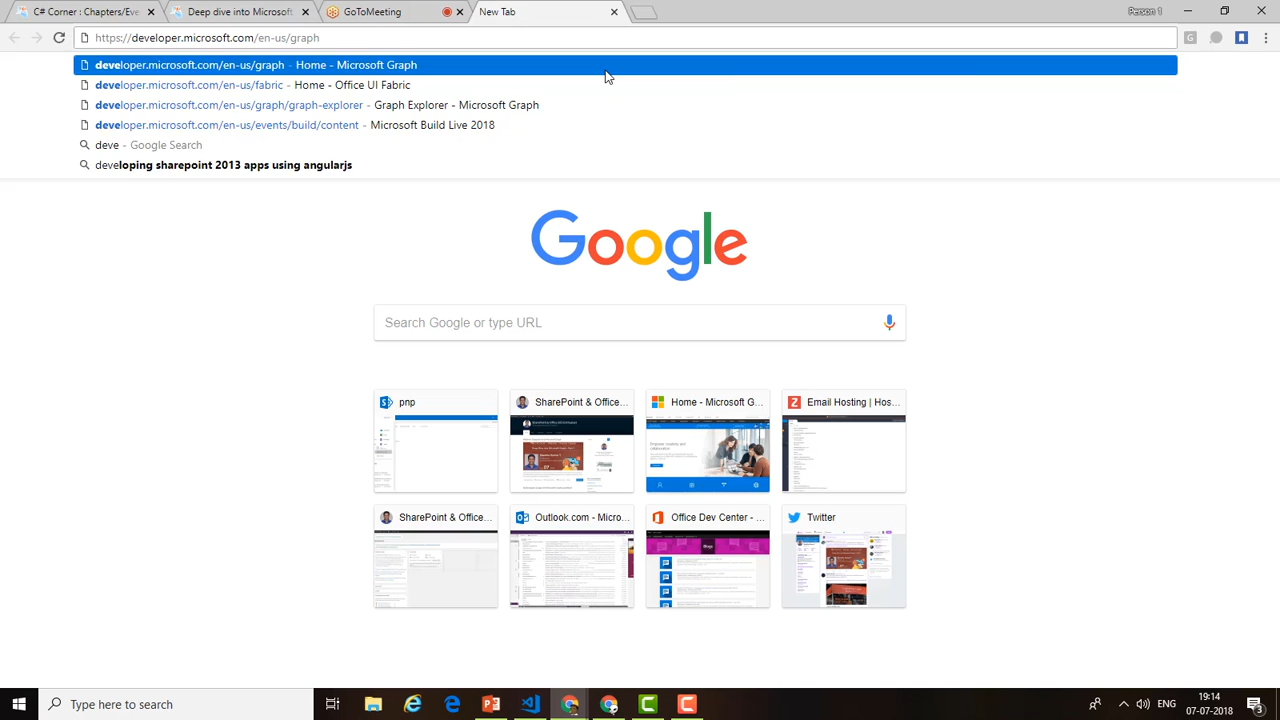 C# Corner : Chapters/Eve
Deep dive into Microsoft
GoToMeeting
New Tab
Person 1
https://developer.microsoft.com/en-us/graph
developer.microsoft.com/en-us/graph - Home - Microsoft Graph
developer.microsoft.com/en-us/fabric - Home - Office UI Fabric
developer.microsoft.com/en-us/graph/graph-explorer - Graph Explorer - Microsoft Graph
developer.microsoft.com/en-us/events/build/content - Microsoft Build Live 2018
deve - Google Search
developing sharepoint 2013 apps using angularjs
Google
Search Google or type URL
pnp
SharePoint & Office...
Home - Microsoft G...
Email Hosting | Hos...
SharePoint & Office...
Outlook.com - Micro...
Office Dev Center - ...
Twitter
Type here to search
ENG
19:14
07-07-2018